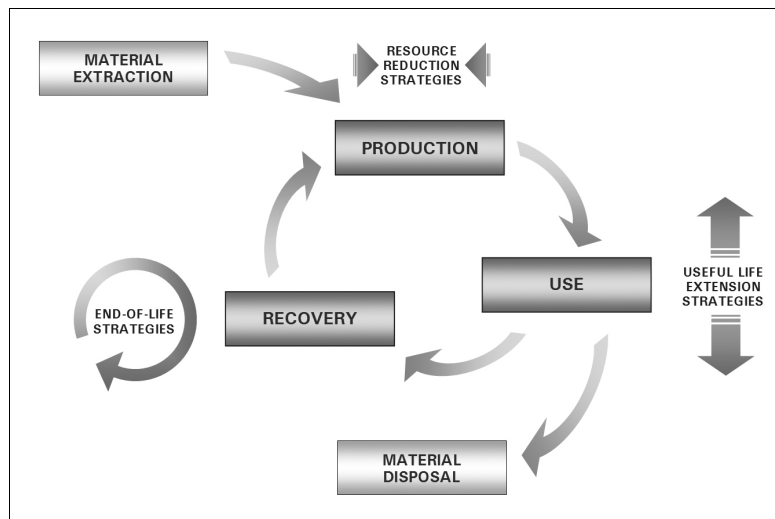 MATERIAL
EXTRACTION
RESOURCE
REDUCTION
STRATEGIES
PRODUCTION
USE
USEFUL LIFE
EXTENSION
STRATEGIES
END-OF-LIFE
STRATEGIES
RECOVERY
MATERIAL
DISPOSAL